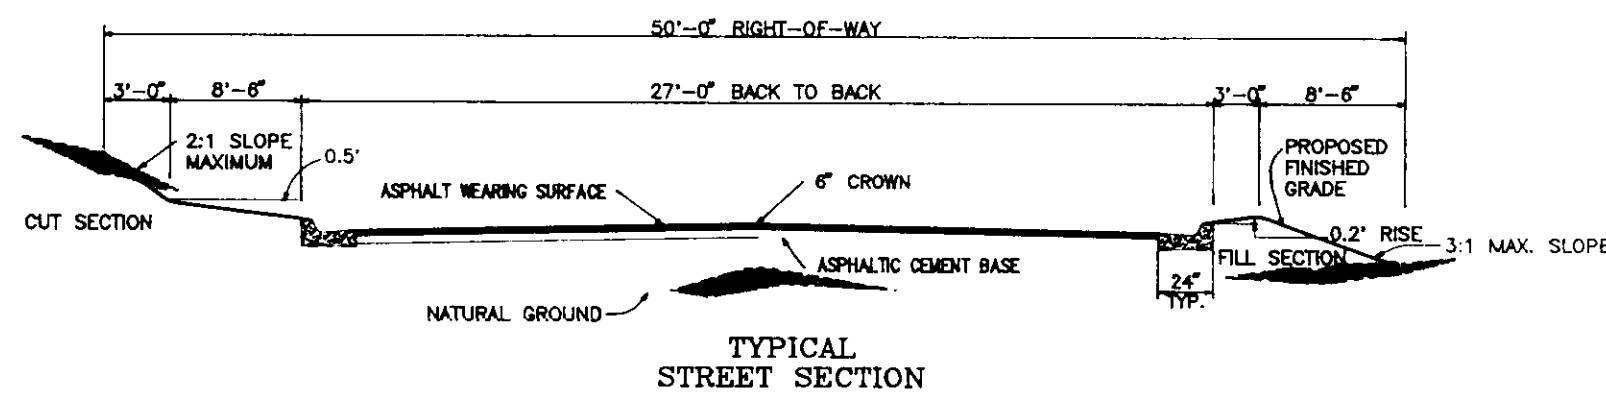 50'-0" RIGHT-OF-WAY
3'-0"
8'-6"
27'-0" BACK TO BACK
3'-0"
8'-6"
2:1 SLOPE
MAXIMUM
0.5'
ASPHALT WEARING SURFACE
6" CROWN
PROPOSED
FINISHED
GRADE
CUT SECTION
0.2' RISE
3:1 MAX. SLOPE
FILL SECTION
ASPHALTIC CEMENT BASE
24"
TYP.
NATURAL GROUND
TYPICAL
STREET SECTION